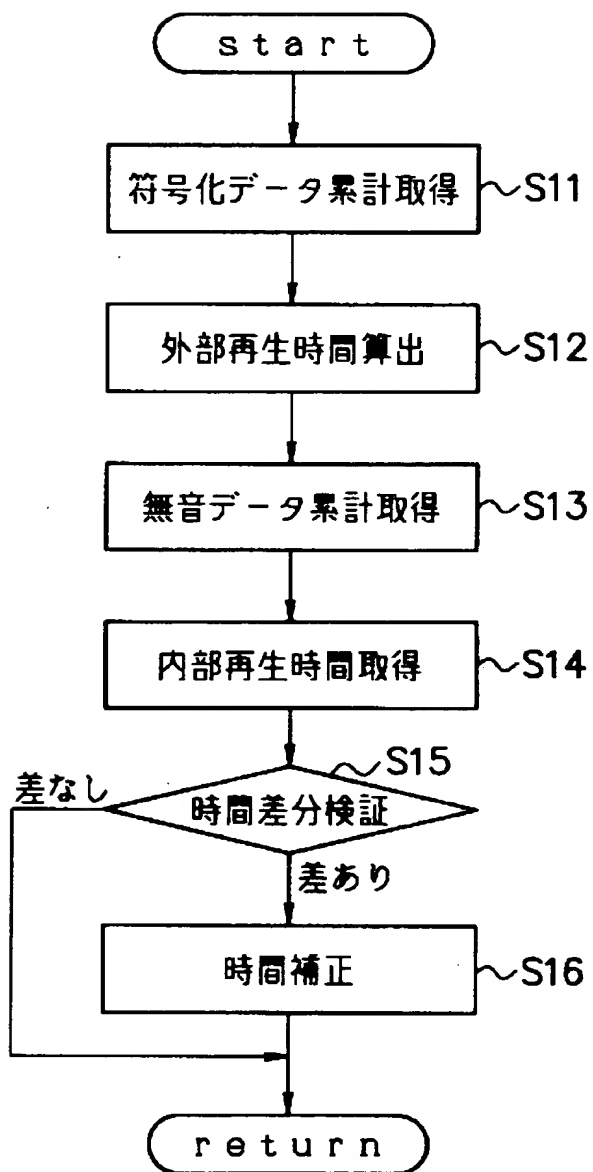 start
符号化データ累計取得
S11
外部再生時間算出
S12
無音データ累計取得
S13
内部再生時間取得
S14
S15
差なし
時間差分検証
差あり
時間補正
S16
return